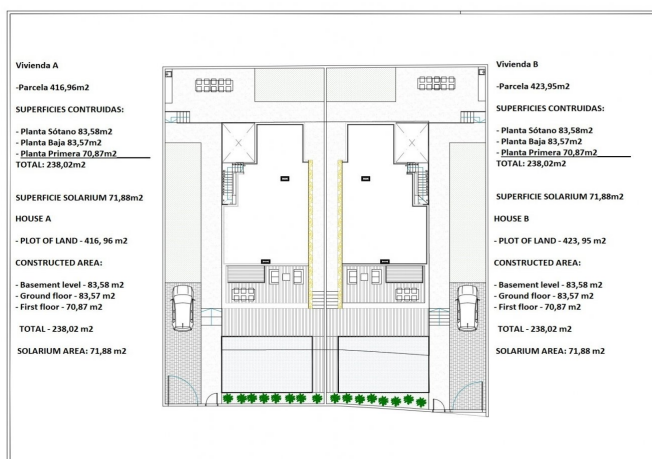 Vivienda A
-Parcela 416,96m2
SUPERFICIES CONTRUIDAS:
- Planta Sótano 83,58m2
- Planta Baja 83,57m2
- Planta Primera 70,87m2
TOTAL: 238,02m2
SUPERFICIE SOLARIUM 71,88m2
HOUSE A
- PLOT OF LAND - 416, 96 m2
CONSTRUCTED AREA:
- Basement level - 83,58 m2
- Ground floor - 83,57 m2
- First floor - 70,87 m2
TOTAL - 238,02 m2
SOLARIUM AREA: 71,88 m2
Vivienda B
-Parcela 423,95m2
SUPERFICIES CONTRUIDAS:
- Planta Sótano 83,58m2
- Planta Baja 83,57m2
- Planta Primera 70,87m2
TOTAL: 238,02m2
SUPERFICIE SOLARIUM 71,88m2
HOUSE B
- PLOT OF LAND - 423, 95 m2
CONSTRUCTED AREA:
- Basement level - 83,58 m2
- Ground floor - 83,57 m2
- First floor - 70,87 m2
TOTAL - 238,02 m2
SOLARIUM AREA: 71,88 m2